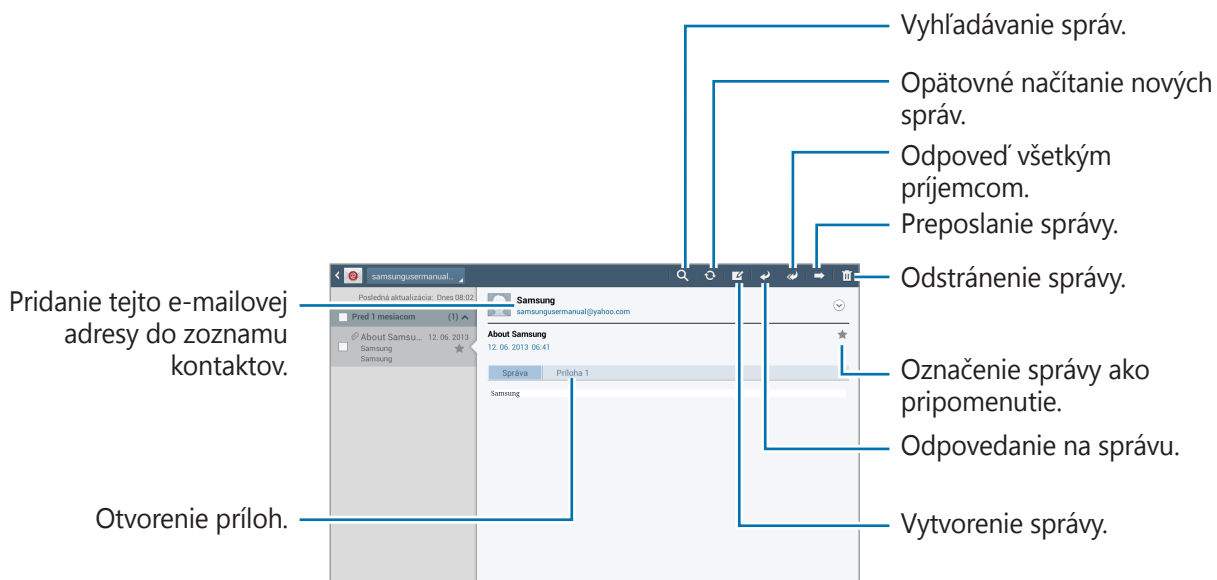 Vyhľadávanie správ.
Opätovné načítanie nových
správ.
Odpoveď všetkým
príjemcom.
Preposlanie správy.
Odstránenie správy.
Označenie správy ako
pripomenutie.
Odpovedanie na správu.
Vytvorenie správy.
Pridanie tejto e-mailovej
adresy do zoznamu
kontaktov.
Otvorenie príloh.
samsungusermanual...
Posledná aktualizácia: Dnes 08:02
Pred 1 mesiacom (1)
About Samsu... 12. 06. 2013
Samsung
Samsung
Samsung
samsungusermanual@yahoo.com
About Samsung
12. 06. 2013 06:41
Správa Príloha 1
Samsung